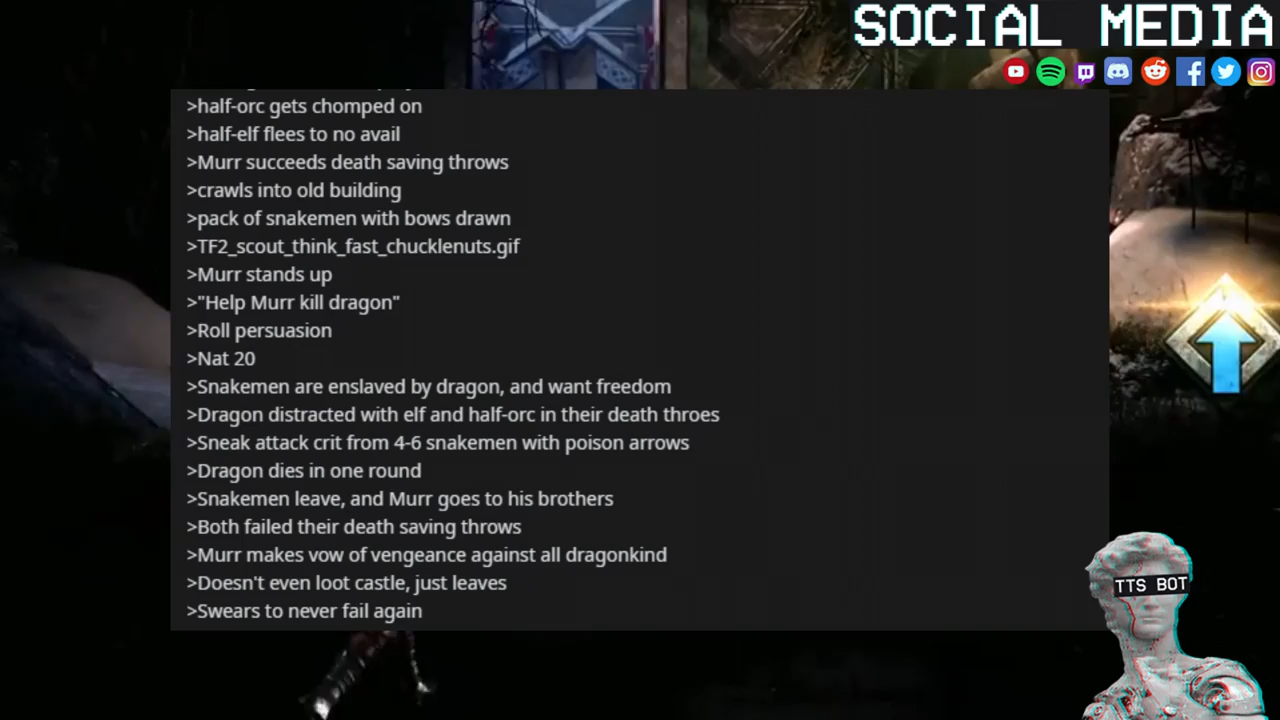 SOCIAL MEDIA
>half-orc gets chomped on
>half-elf flees to no avail
>Murr succeeds death saving throws
>crawls into old building
>pack of snakemen with bows drawn
>TF2_scout_think_fast_chucklenuts.gif
>Murr stands up
>"Help Murr kill dragon"
>Roll persuasion
>Nat 20
>Snakemen are enslaved by dragon, and want freedom
>Dragon distracted with elf and half-orc in their death throes
>Sneak attack crit from 4-6 snakemen with poison arrows
>Dragon dies in one round
>Snakemen leave, and Murr goes to his brothers
>Both failed their death saving throws
>Murr makes vow of vengeance against all dragonkind
>Doesn't even loot castle, just leaves
>Swears to never fail again
TTS BOT